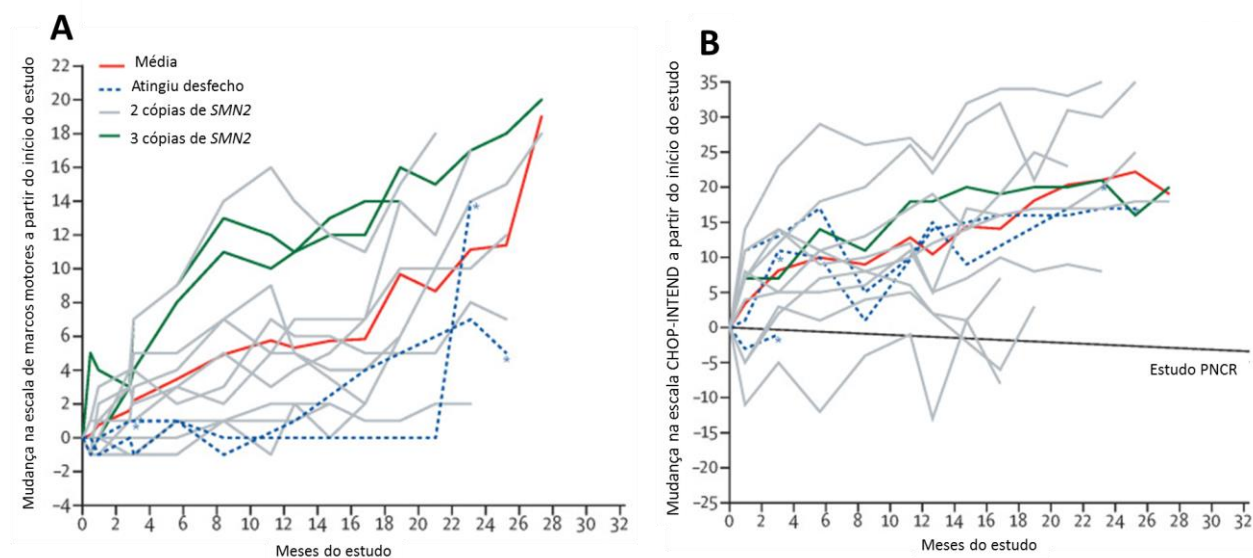 A
Mudança na escala de marcos motores a partir do início do estudo
22
20
18
16
14
12
10
8
6
4
2
0
−2
−4
Média
Atingiu desfecho
2 cópias de SMN2
3 cópias de SMN2
*
*
*
0 2 4 6 8 10 12 14 16 18 20 22 24 26 28 30 32
Meses do estudo
B
Mudança na escala CHOP-INTEND a partir do início do estudo
35
30
25
20
15
10
5
0
−5
−10
−15
−20
−25
*
*
*
Estudo PNCR
0 2 4 6 8 10 12 14 16 18 20 22 24 26 28 30 32
Meses do estudo